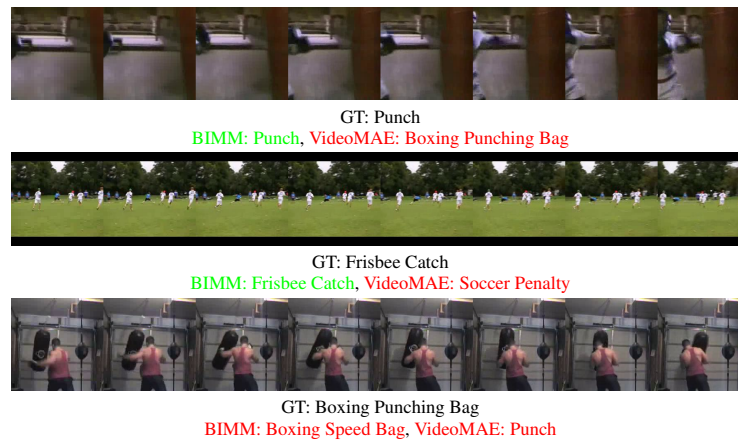 GT: Punch
BIMM: Punch, VideoMAE: Boxing Punching Bag
GT: Frisbee Catch
BIMM: Frisbee Catch, VideoMAE: Soccer Penalty
GT: Boxing Punching Bag
BIMM: Boxing Speed Bag, VideoMAE: Punch